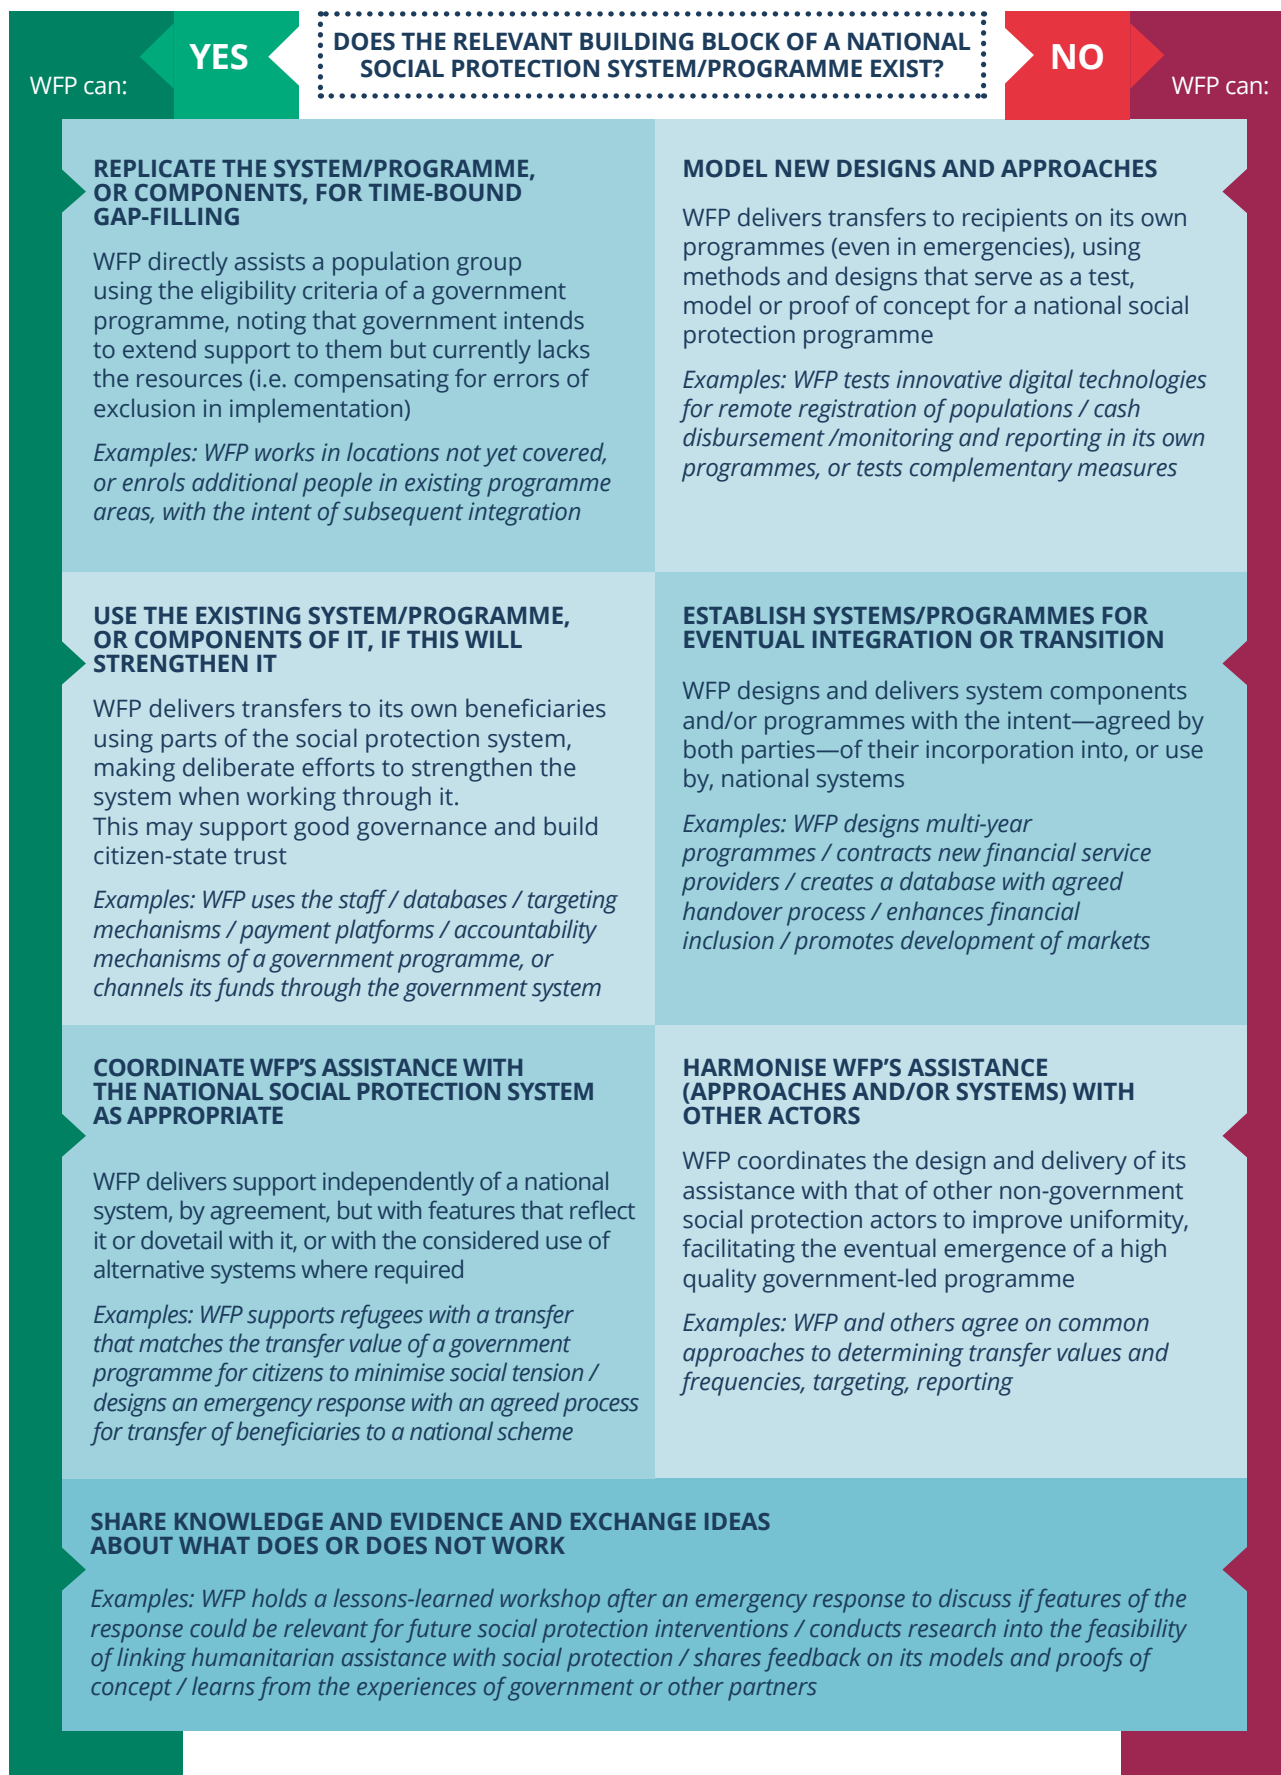 WFP can:
YES
DOES THE RELEVANT BUILDING BLOCK OF A NATIONAL
SOCIAL PROTECTION SYSTEM/PROGRAMME EXIST?
NO
WFP can:
REPLICATE THE SYSTEM/PROGRAMME,
OR COMPONENTS, FOR TIME-BOUND
GAP-FILLING
WFP directly assists a population group
using the eligibility criteria of a government
programme, noting that government intends
to extend support to them but currently lacks
the resources (i.e. compensating for errors of
exclusion in implementation)
Examples: WFP works in locations not yet covered,
or enrols additional people in existing programme
areas, with the intent of subsequent integration
MODEL NEW DESIGNS AND APPROACHES
WFP delivers transfers to recipients on its own
programmes (even in emergencies), using
methods and designs that serve as a test,
model or proof of concept for a national social
protection programme
Examples: WFP tests innovative digital technologies
for remote registration of populations / cash
disbursement /monitoring and reporting in its own
programmes, or tests complementary measures
USE THE EXISTING SYSTEM/PROGRAMME,
OR COMPONENTS OF IT, IF THIS WILL
STRENGTHEN IT
WFP delivers transfers to its own beneficiaries
using parts of the social protection system,
making deliberate efforts to strengthen the
system when working through it.
This may support good governance and build
citizen-state trust
Examples: WFP uses the staff / databases / targeting
mechanisms / payment platforms / accountability
mechanisms of a government programme, or
channels its funds through the government system
ESTABLISH SYSTEMS/PROGRAMMES FOR
EVENTUAL INTEGRATION OR TRANSITION
WFP designs and delivers system components
and/or programmes with the intent—agreed by
both parties—of their incorporation into, or use
by, national systems
Examples: WFP designs multi-year
programmes / contracts new financial service
providers / creates a database with agreed
handover process / enhances financial
inclusion / promotes development of markets
COORDINATE WFP'S ASSISTANCE WITH
THE NATIONAL SOCIAL PROTECTION SYSTEM
AS APPROPRIATE
WFP delivers support independently of a national
system, by agreement, but with features that reflect
it or dovetail with it, or with the considered use of
alternative systems where required
Examples: WFP supports refugees with a transfer
that matches the transfer value of a government
programme for citizens to minimise social tension /
designs an emergency response with an agreed process
for transfer of beneficiaries to a national scheme
HARMONISE WFP'S ASSISTANCE
(APPROACHES AND/OR SYSTEMS) WITH
OTHER ACTORS
WFP coordinates the design and delivery of its
assistance with that of other non-government
social protection actors to improve uniformity,
facilitating the eventual emergence of a high
quality government-led programme
Examples: WFP and others agree on common
approaches to determining transfer values and
frequencies, targeting, reporting
SHARE KNOWLEDGE AND EVIDENCE AND EXCHANGE IDEAS
ABOUT WHAT DOES OR DOES NOT WORK
Examples: WFP holds a lessons-learned workshop after an emergency response to discuss if features of the
response could be relevant for future social protection interventions / conducts research into the feasibility
of linking humanitarian assistance with social protection / shares feedback on its models and proofs of
concept / learns from the experiences of government or other partners